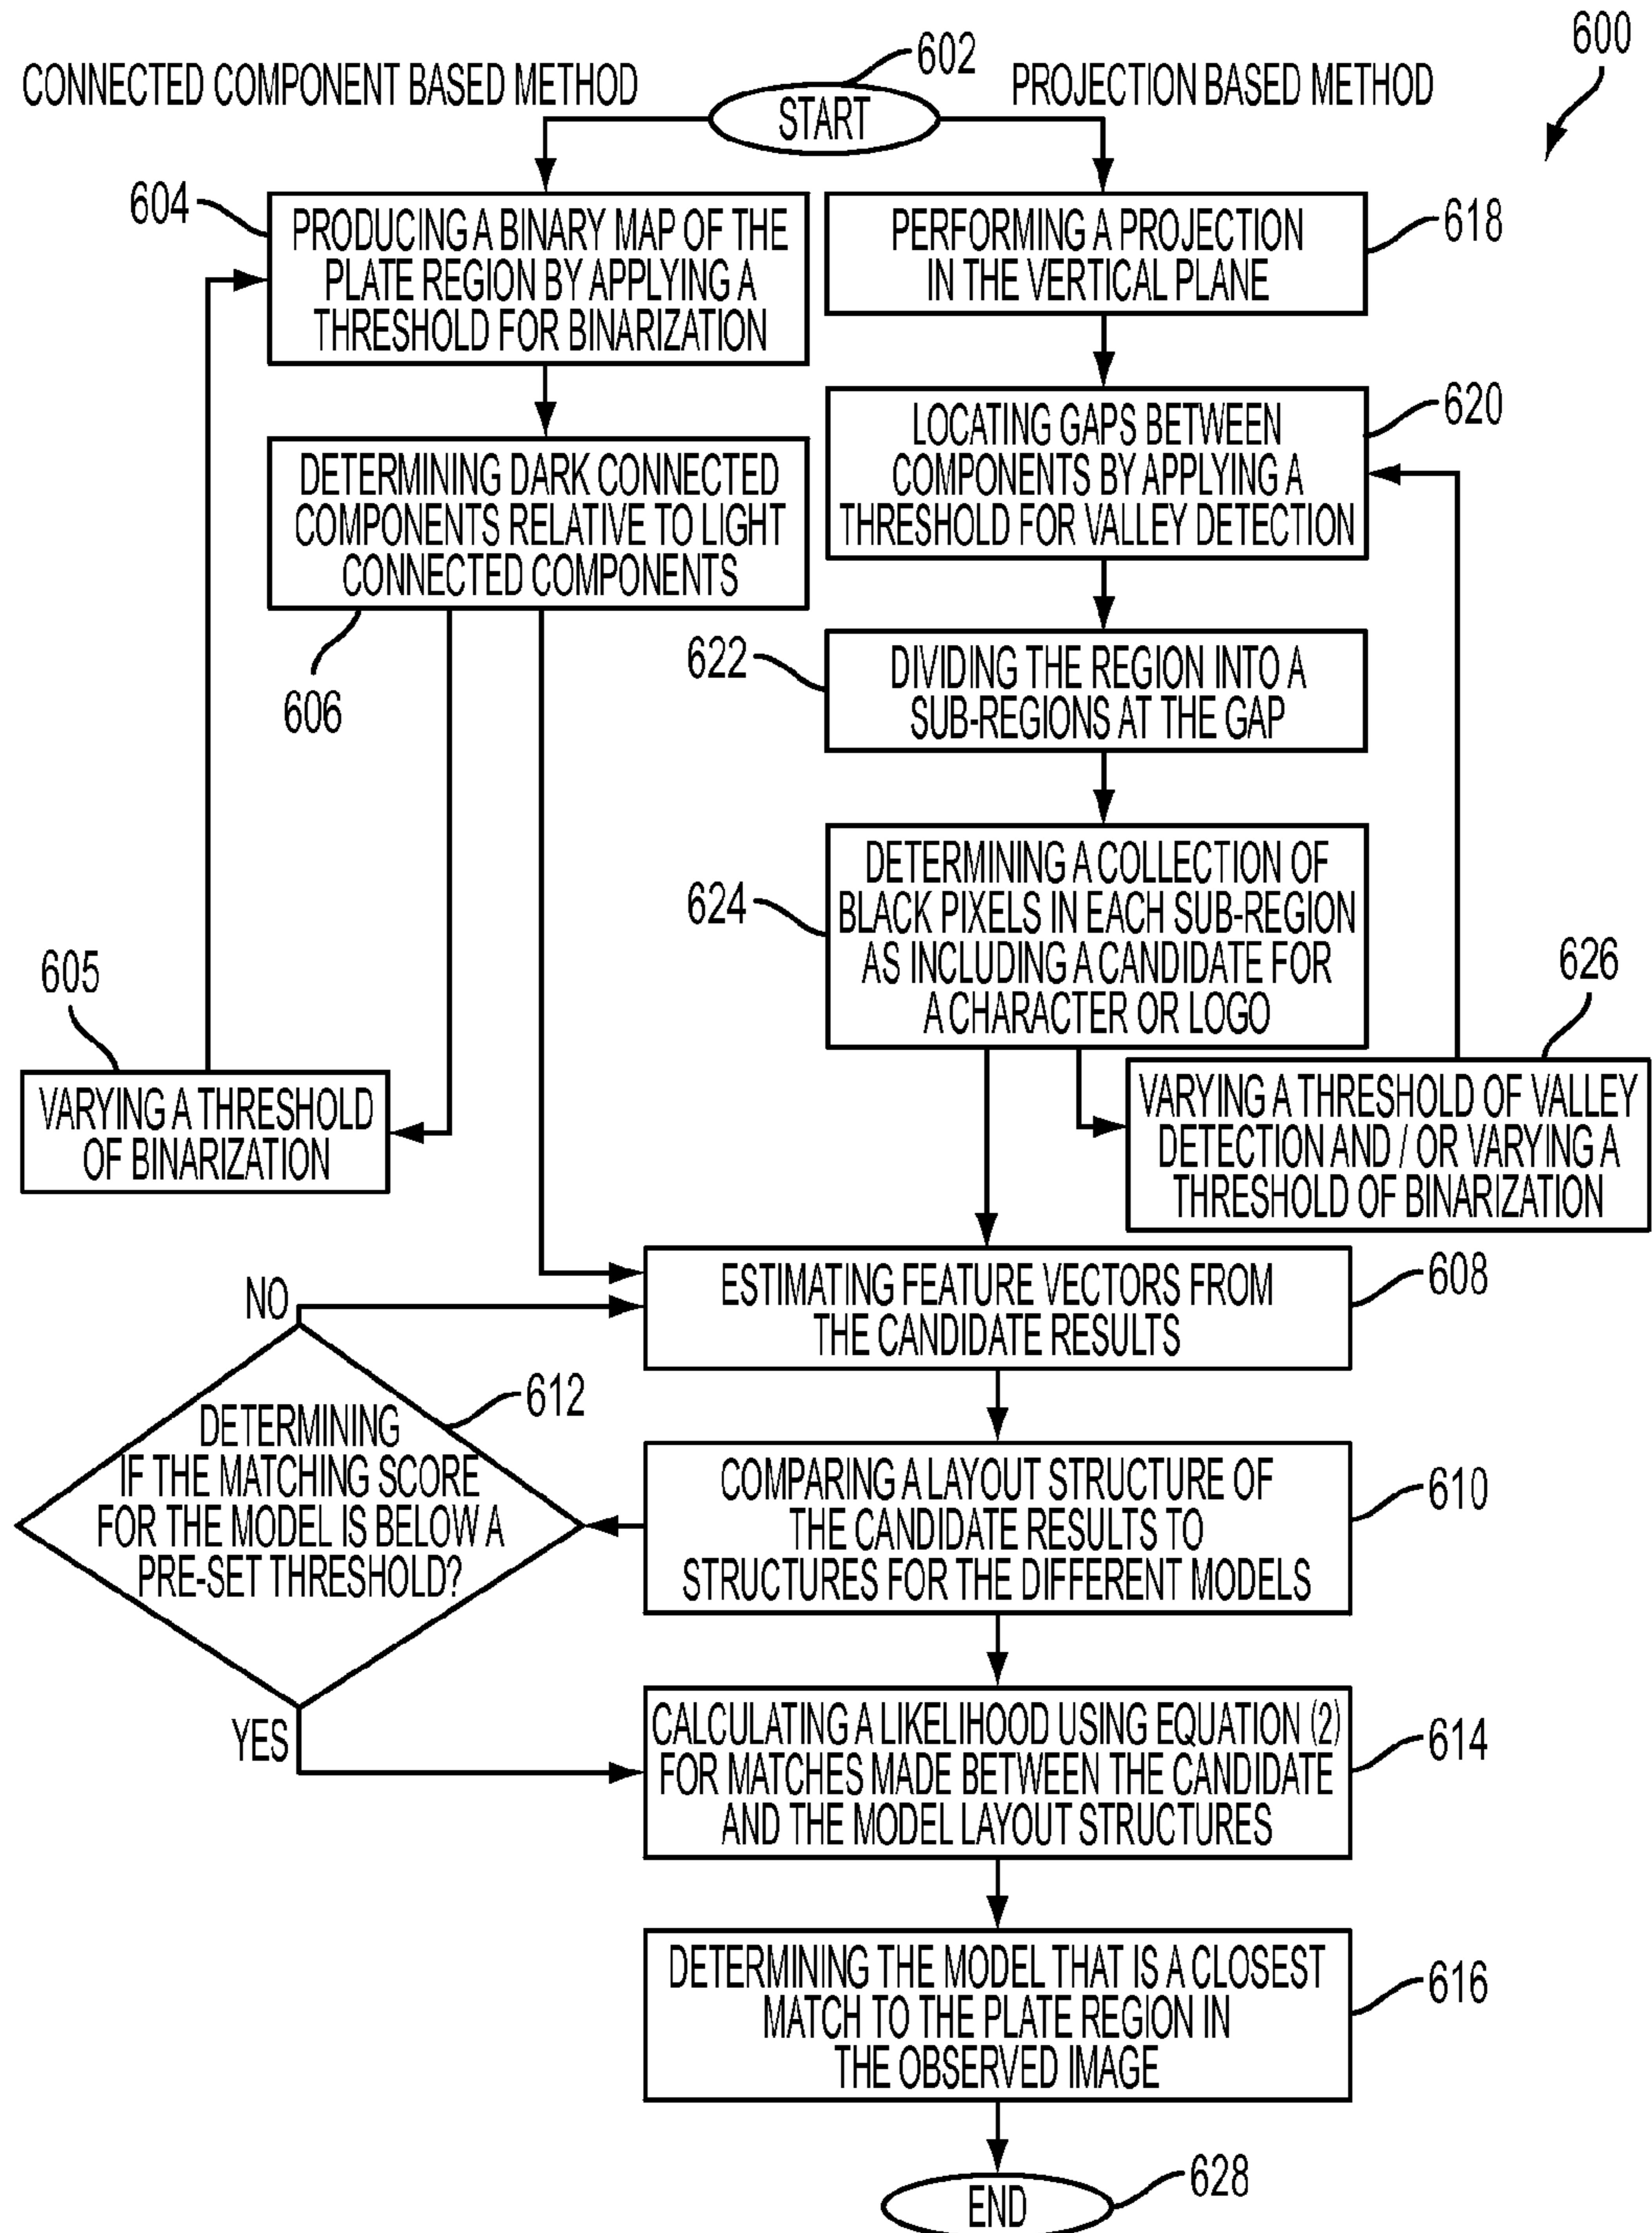 600
602
CONNECTED COMPONENT BASED METHOD
PROJECTION BASED METHOD
START
604
PRODUCING A BINARY MAP OF THE
PLATE REGION BY APPLYING A
THRESHOLD FOR BINARIZATION
PERFORMING A PROJECTION
IN THE VERTICAL PLANE
618
DETERMINING DARK CONNECTED
COMPONENTS RELATIVE TO LIGHT
CONNECTED COMPONENTS
606
LOCATING GAPS BETWEEN
COMPONENTS BY APPLYING A
THRESHOLD FOR VALLEY DETECTION
620
622
DIVIDING THE REGION INTO A
SUB-REGIONS AT THE GAP
624
DETERMINING A COLLECTION OF
BLACK PIXELS IN EACH SUB-REGION
AS INCLUDING A CANDIDATE FOR
A CHARACTER OR LOGO
605
VARYING A THRESHOLD
OF BINARIZATION
626
VARYING A THRESHOLD OF VALLEY
DETECTION AND / OR VARYING A
THRESHOLD OF BINARIZATION
ESTIMATING FEATURE VECTORS FROM
THE CANDIDATE RESULTS
608
NO
612
DETERMINING
IF THE MATCHING SCORE
FOR THE MODEL IS BELOW A
PRE-SET THRESHOLD?
COMPARING A LAYOUT STRUCTURE OF
THE CANDIDATE RESULTS TO
STRUCTURES FOR THE DIFFERENT MODELS
610
YES
CALCULATING A LIKELIHOOD USING EQUATION (2)
FOR MATCHES MADE BETWEEN THE CANDIDATE
AND THE MODEL LAYOUT STRUCTURES
614
DETERMINING THE MODEL THAT IS A CLOSEST
MATCH TO THE PLATE REGION IN
THE OBSERVED IMAGE
616
END
628